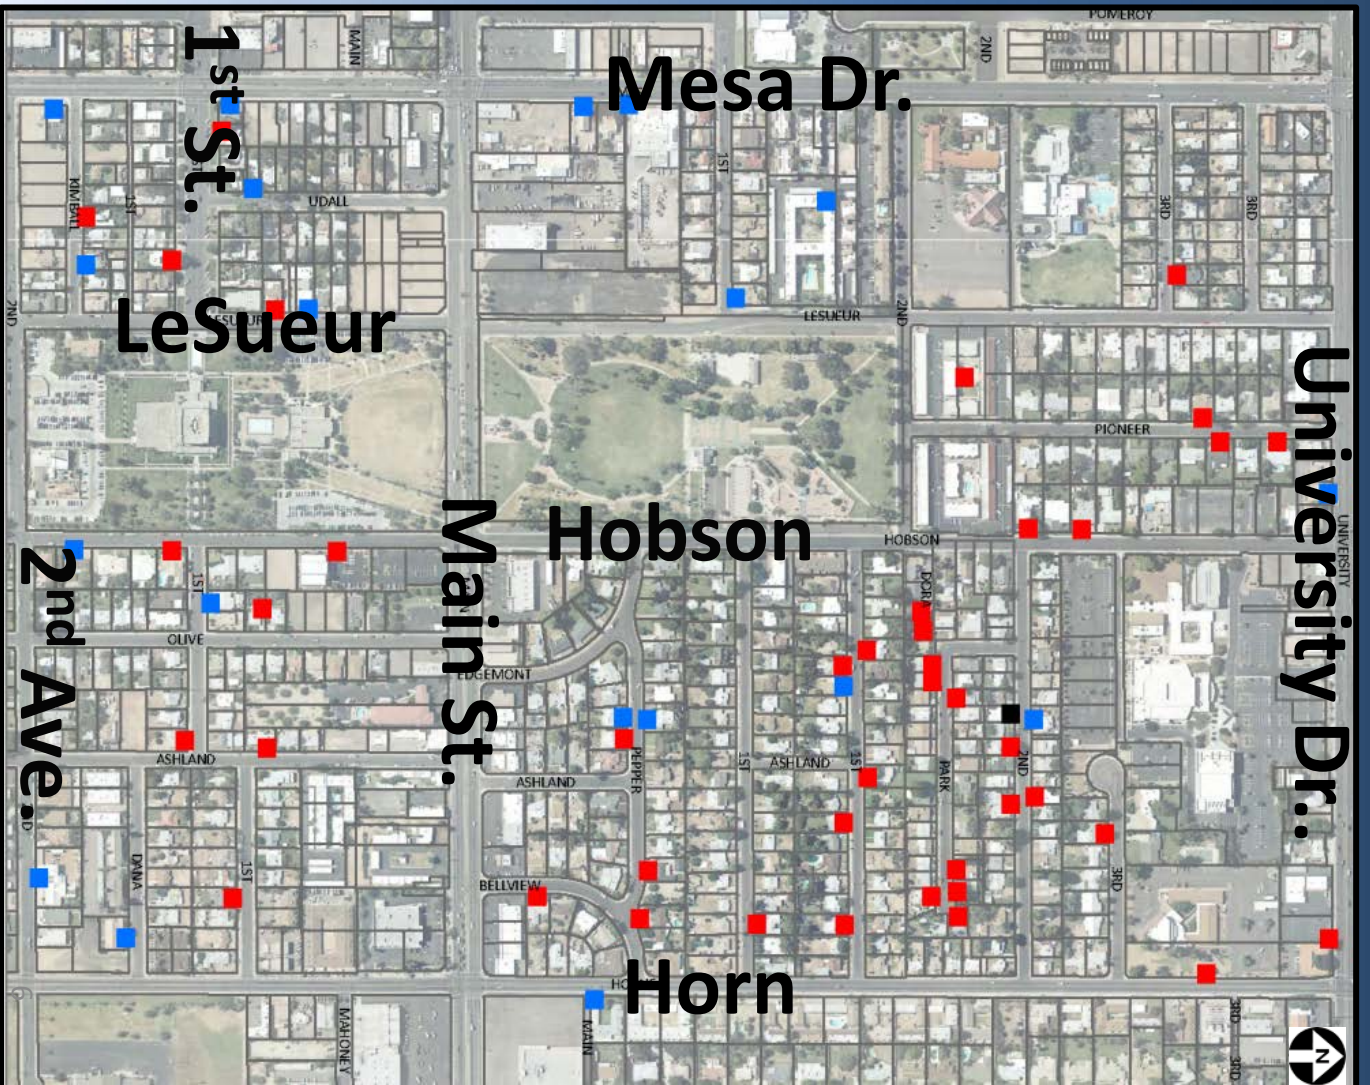 POMEROY
1st St.
MAIN
2ND
Mesa Dr.
KIMBALL
1ST
1ST
3RD
3RD
UDALL
2ND
LeSueur
LESUEUR
LESUEUR
2ND
University Dr..
PIONEER
Main St.
Hobson
HOBSON
UNIVERSITY
2nd Ave.
1ST
DORA
OLIVE
EDGEMONT
ASHLAND
ASHLAND
PEPPER
1ST
ASHLAND
1ST
PARK
2ND
DANA
1ST
BELLVIEW
3RD
Horn
MAHONEY
MAIN
3RD
3RD
N